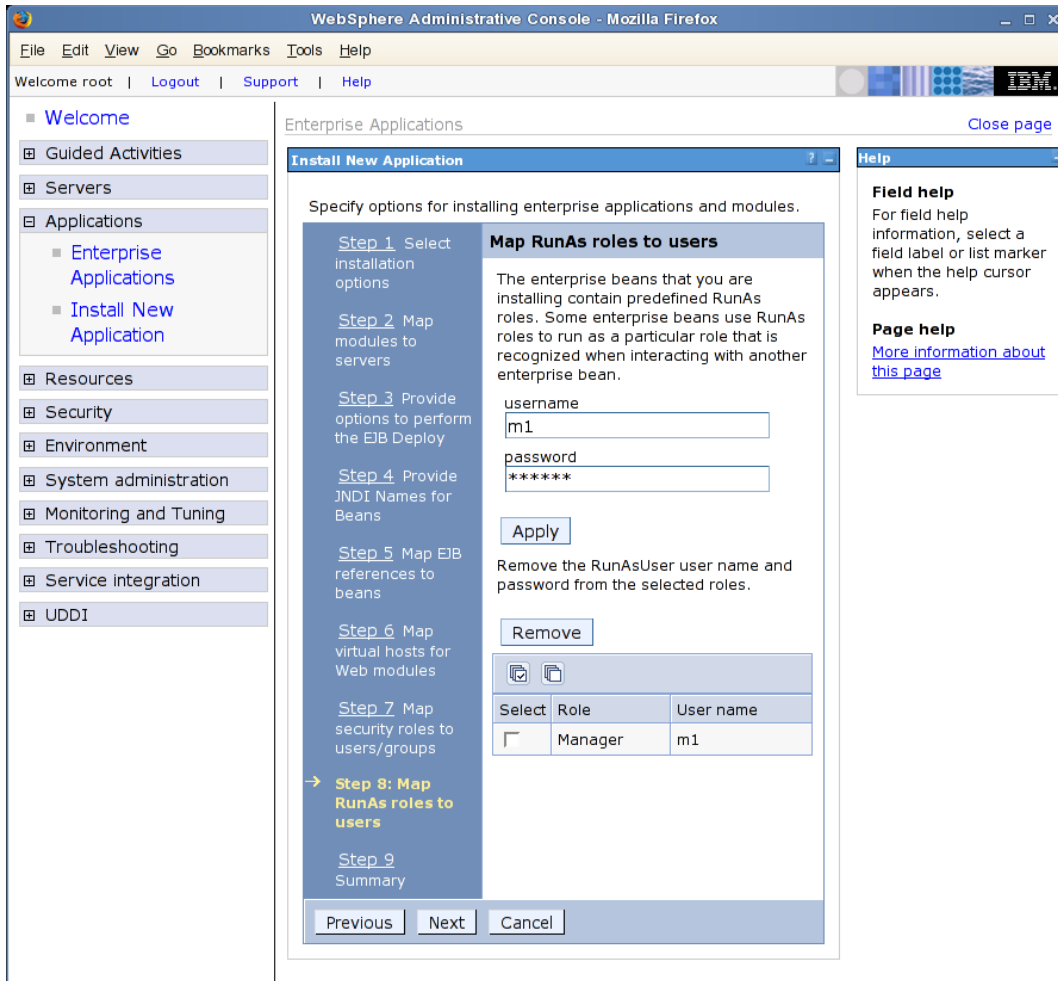 WebSphere Administrative Console - Mozilla Firefox
File Edit View Go Bookmarks Tools Help
Welcome root | Logout | Support | Help
IBM.
Welcome
Guided Activities
Servers
Applications
Enterprise
Applications
Install New
Application
Resources
Security
Environment
System administration
Monitoring and Tuning
Troubleshooting
Service integration
UDDI
Enterprise Applications
Close page
Install New Application ? –
Specify options for installing enterprise applications and modules.
Step 1 Select
installation
options
Step 2 Map
modules to
servers
Step 3 Provide
options to perform
the EJB Deploy
Step 4 Provide
JNDI Names for
Beans
Step 5 Map EJB
references to
beans
Step 6 Map
virtual hosts for
Web modules
Step 7 Map
security roles to
users/groups
Step 8: Map
RunAs roles to
users
Step 9
Summary
Map RunAs roles to users
The enterprise beans that you are
installing contain predefined RunAs
roles. Some enterprise beans use RunAs
roles to run as a particular role that is
recognized when interacting with another
enterprise bean.
username
m1
password
******
Apply
Remove the RunAsUser user name and
password from the selected roles.
Remove
Select Role User name
Manager m1
Previous Next Cancel
Help
Field help
For field help
information, select a
field label or list marker
when the help cursor
appears.
Page help
More information about
this page